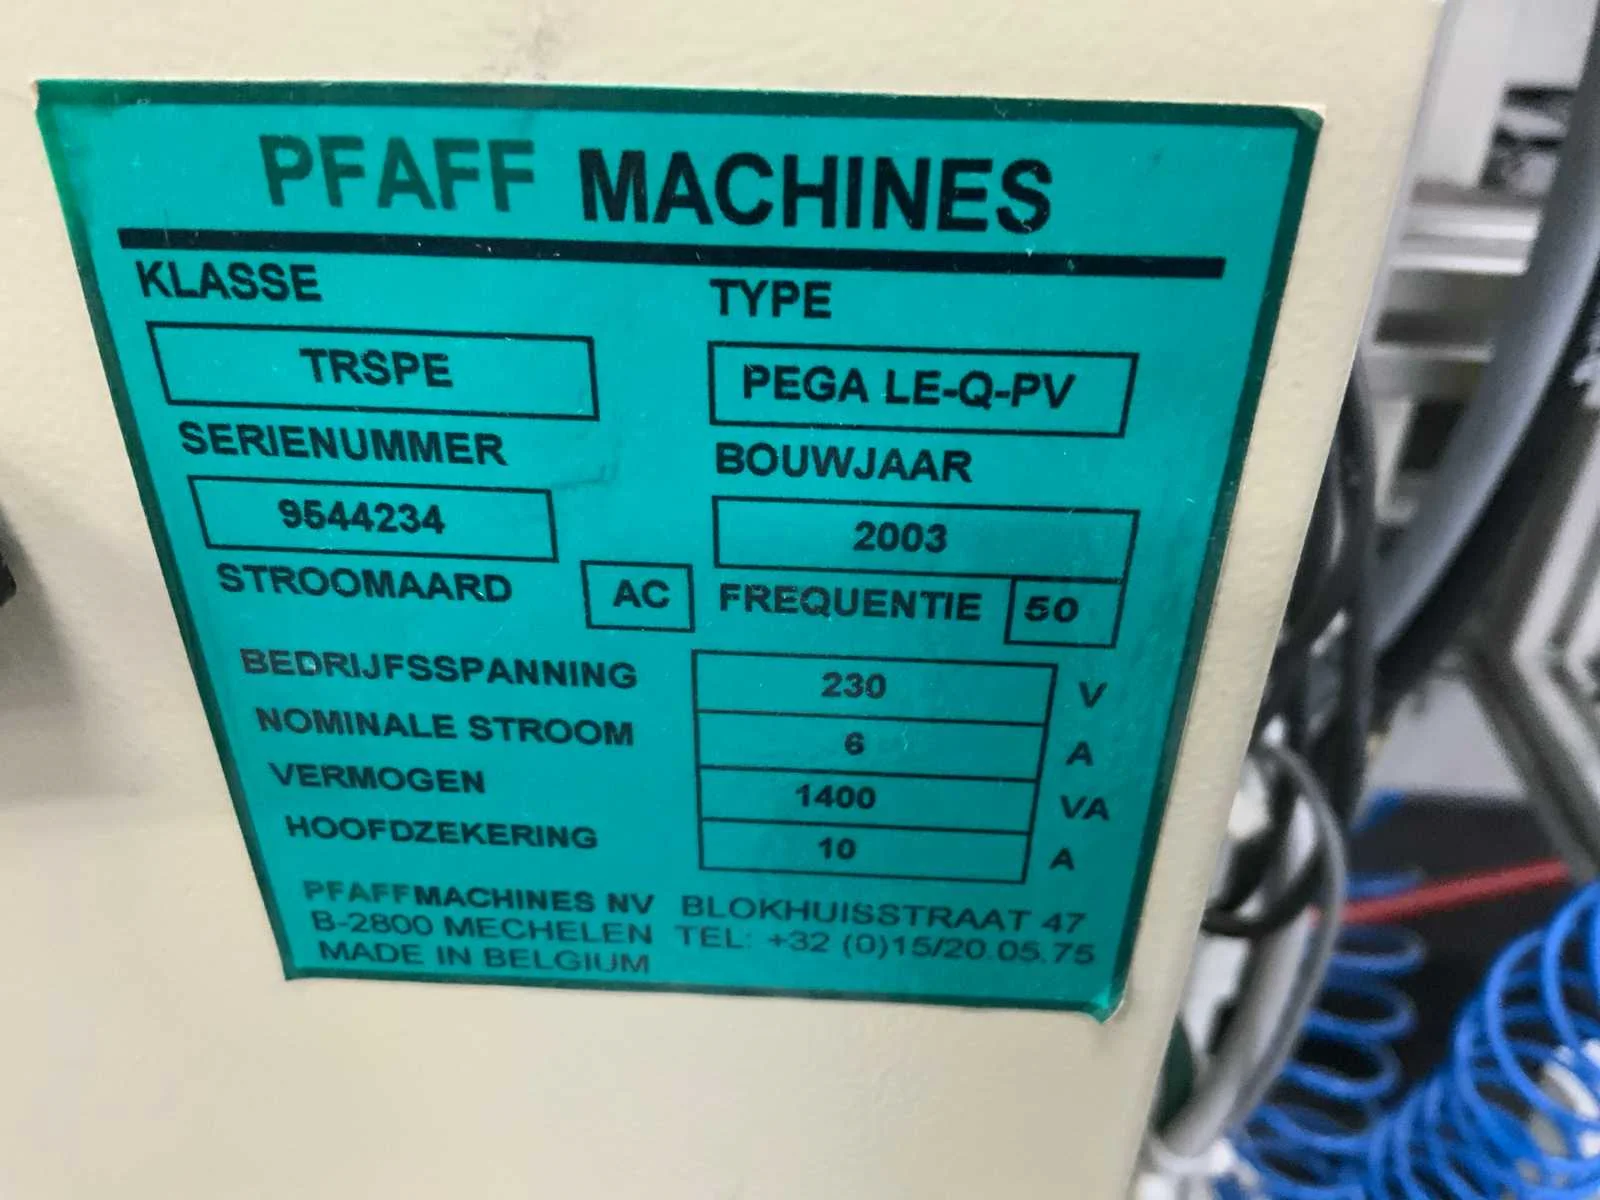 PFAFF MACHINES
KLASSE TYPE
TRSPE PEGA LE-Q-PV
SERIENUMMER BOUWJAAR
9544234 2003
STROOMAARD AC FREQUENTIE 50
BEDRIJFSSPANNING 230 V
NOMINALE STROOM 6 A
VERMOGEN 1400 VA
HOOFDZEKERING 10 A
PFAFFMACHINES NV BLOKHUISSTRAAT 47
B-2800 MECHELEN TEL: +32 (0)15/20.05.75
MADE IN BELGIUM